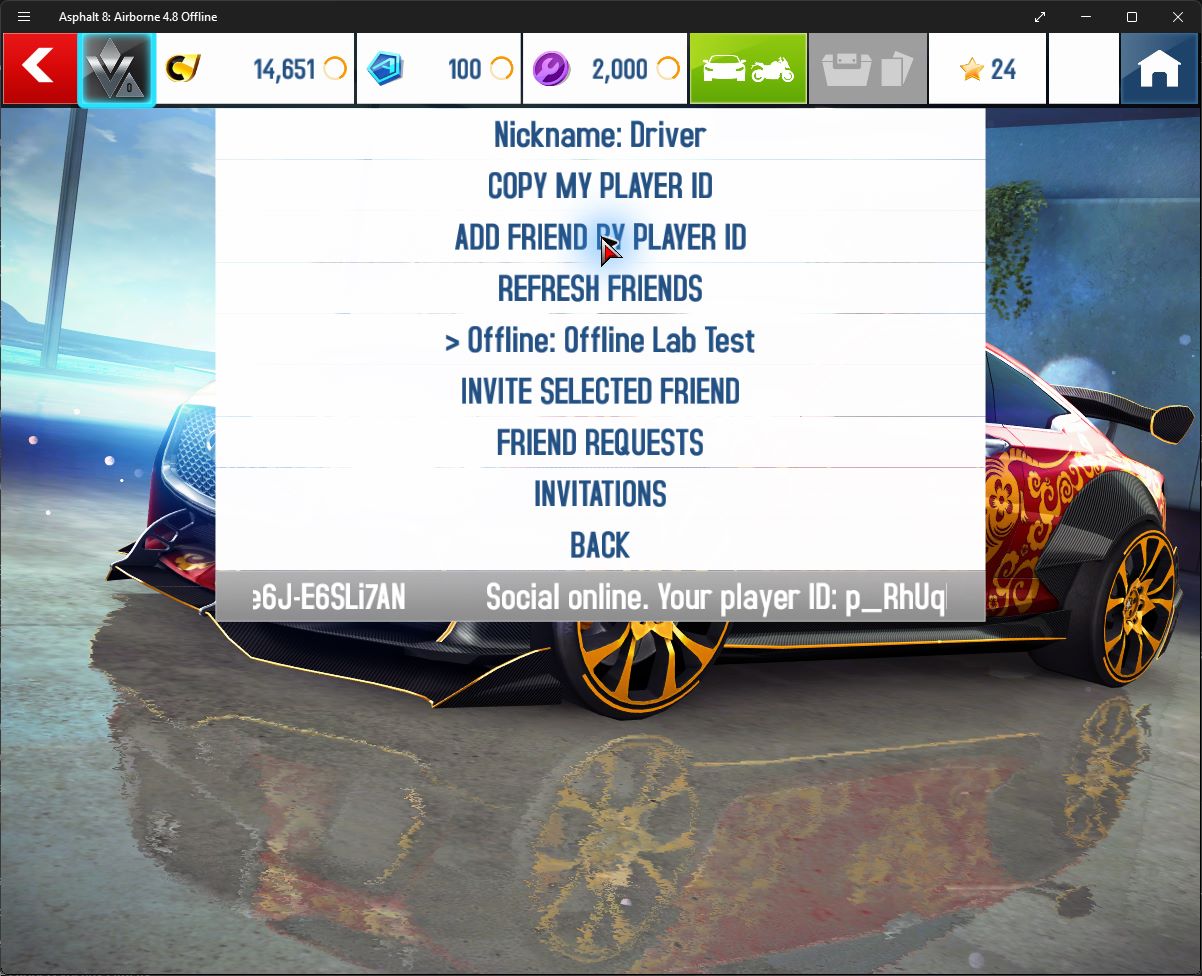 Asphalt 8: Airborne 4.8 Offline
14,651
100
2,000
24
Nickname: Driver
COPY MY PLAYER ID
ADD FRIEND BY PLAYER ID
REFRESH FRIENDS
> Offline: Offline Lab Test
INVITE SELECTED FRIEND
FRIEND REQUESTS
INVITATIONS
BACK
e6J-E6SLi7AN Social online. Your player ID: p_RhUq